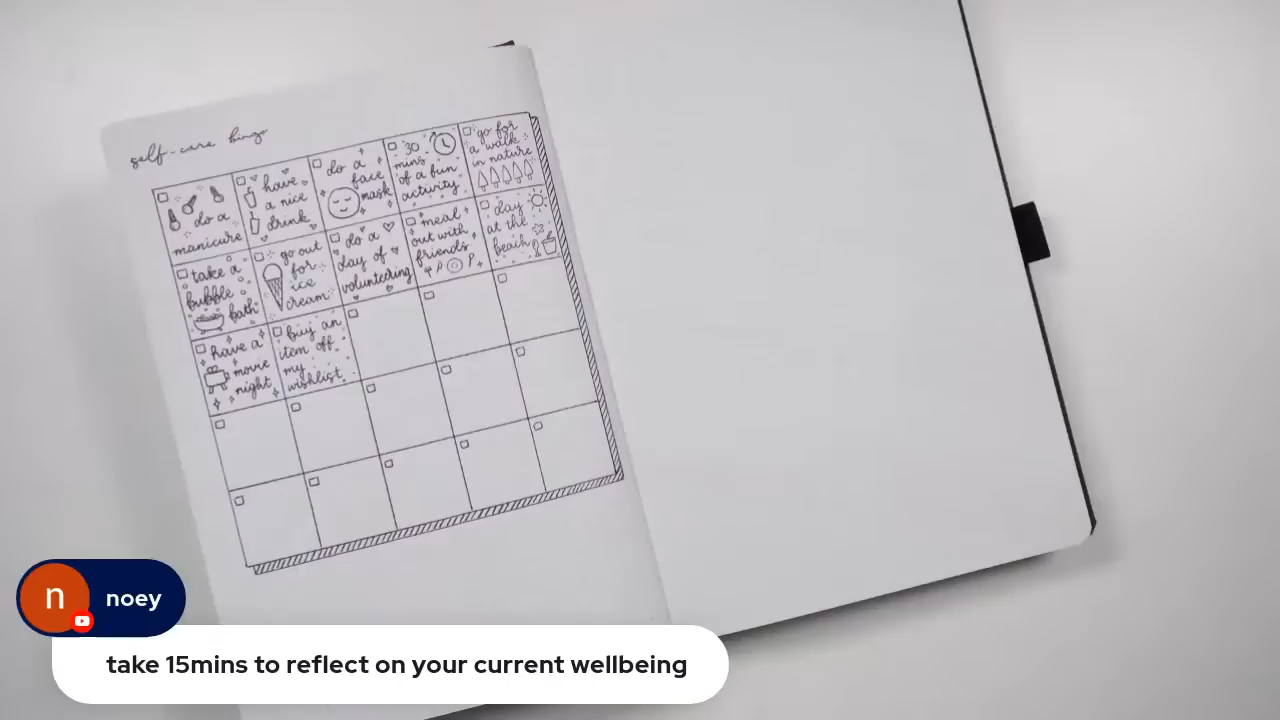 self-care bingo
do a
manicure
have
a nice
drink
do a
face
mask
30
mins
of a fun
activity
go for
a walk
in nature
take a
bubble
bath
go out
for
ice
cream
do a
day of
volunteering
meal
out with
friends
day
at the
beach
have a
movie
night
buy an
item off
my
wishlist
n
noey
take 15mins to reflect on your current wellbeing